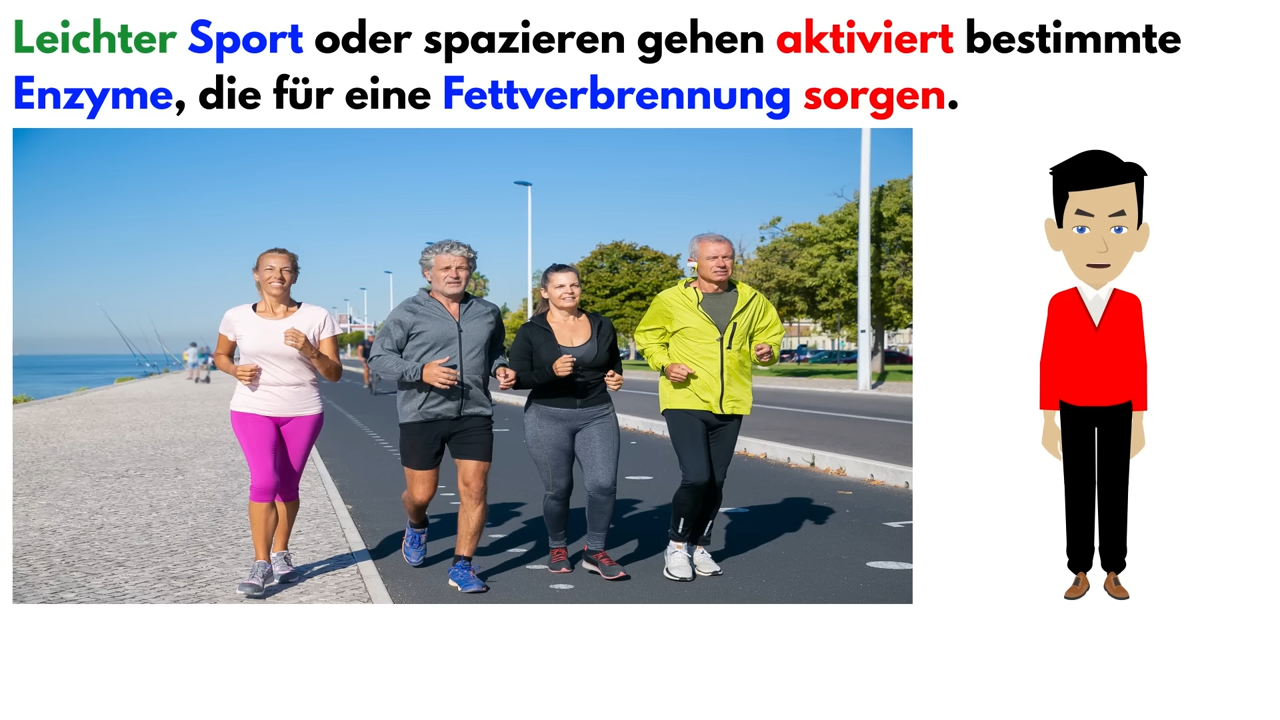 Leichter Sport oder spazieren gehen aktiviert bestimmte
Enzyme, die für eine Fettverbrennung sorgen.